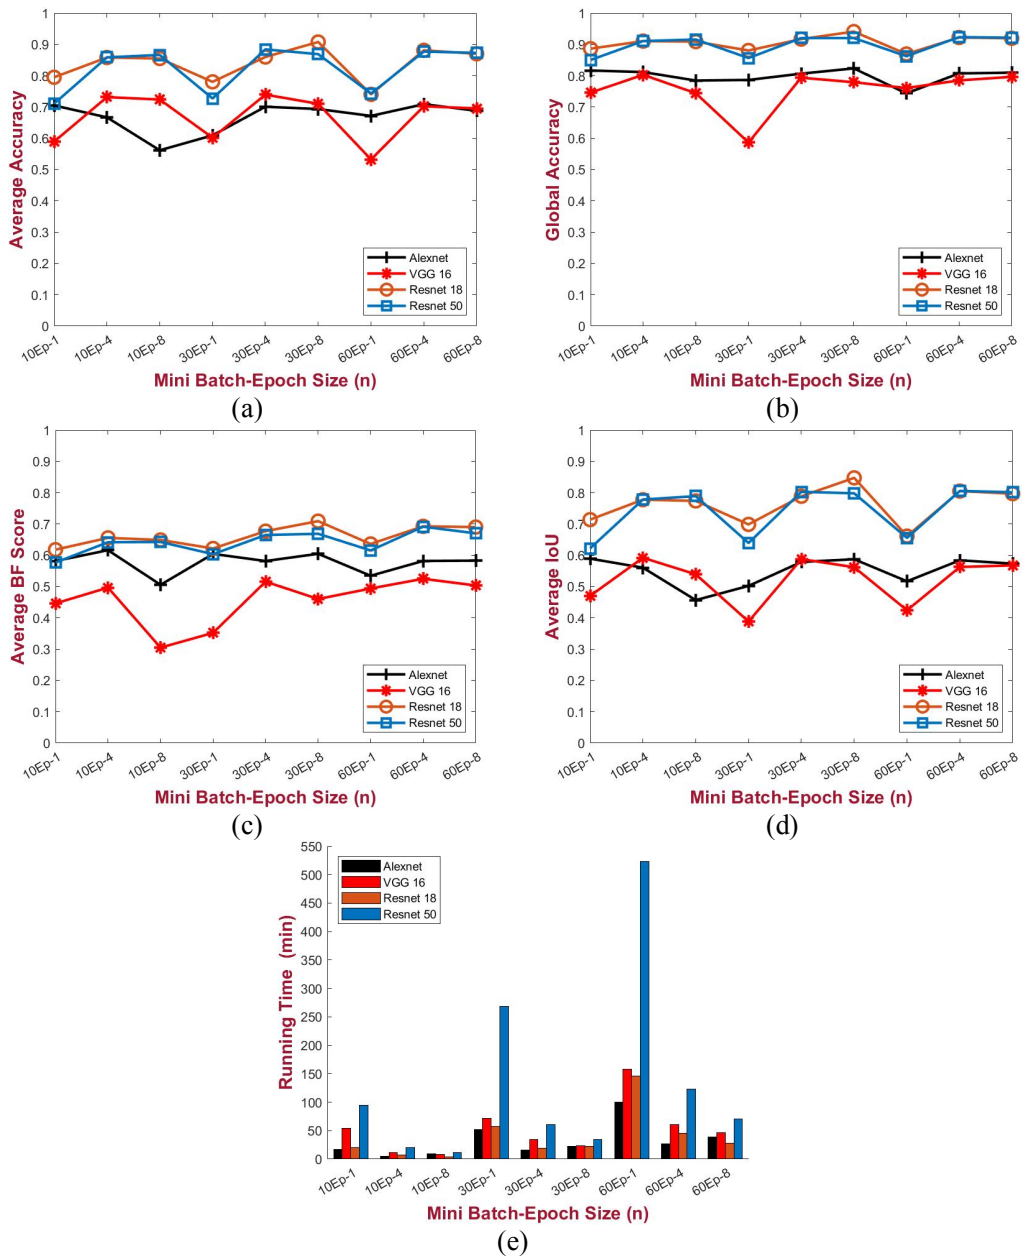 1
0.9
0.8
0.7
0.6
0.5
0.4
0.3
0.2
0.1
0
Average Accuracy
Alexnet
VGG 16
Resnet 18
Resnet 50
10Ep-1 10Ep-4 10Ep-8 30Ep-1 30Ep-4 30Ep-8 60Ep-1 60Ep-4 60Ep-8
Mini Batch-Epoch Size (n)
(a)
1
0.9
0.8
0.7
0.6
0.5
0.4
0.3
0.2
0.1
0
Global Accuracy
Alexnet
VGG 16
Resnet 18
Resnet 50
10Ep-1 10Ep-4 10Ep-8 30Ep-1 30Ep-4 30Ep-8 60Ep-1 60Ep-4 60Ep-8
Mini Batch-Epoch Size (n)
(b)
1
0.9
0.8
0.7
0.6
0.5
0.4
0.3
0.2
0.1
0
Average BF Score
Alexnet
VGG 16
Resnet 18
Resnet 50
10Ep-1 10Ep-4 10Ep-8 30Ep-1 30Ep-4 30Ep-8 60Ep-1 60Ep-4 60Ep-8
Mini Batch-Epoch Size (n)
(c)
1
0.9
0.8
0.7
0.6
0.5
0.4
0.3
0.2
0.1
0
Average IoU
Alexnet
VGG 16
Resnet 18
Resnet 50
10Ep-1 10Ep-4 10Ep-8 30Ep-1 30Ep-4 30Ep-8 60Ep-1 60Ep-4 60Ep-8
Mini Batch-Epoch Size (n)
(d)
550
500
450
400
350
300
250
200
150
100
50
0
Running Time (min)
Alexnet
VGG 16
Resnet 18
Resnet 50
10Ep-1 10Ep-4 10Ep-8 30Ep-1 30Ep-4 30Ep-8 60Ep-1 60Ep-4 60Ep-8
Mini Batch-Epoch Size (n)
(e)